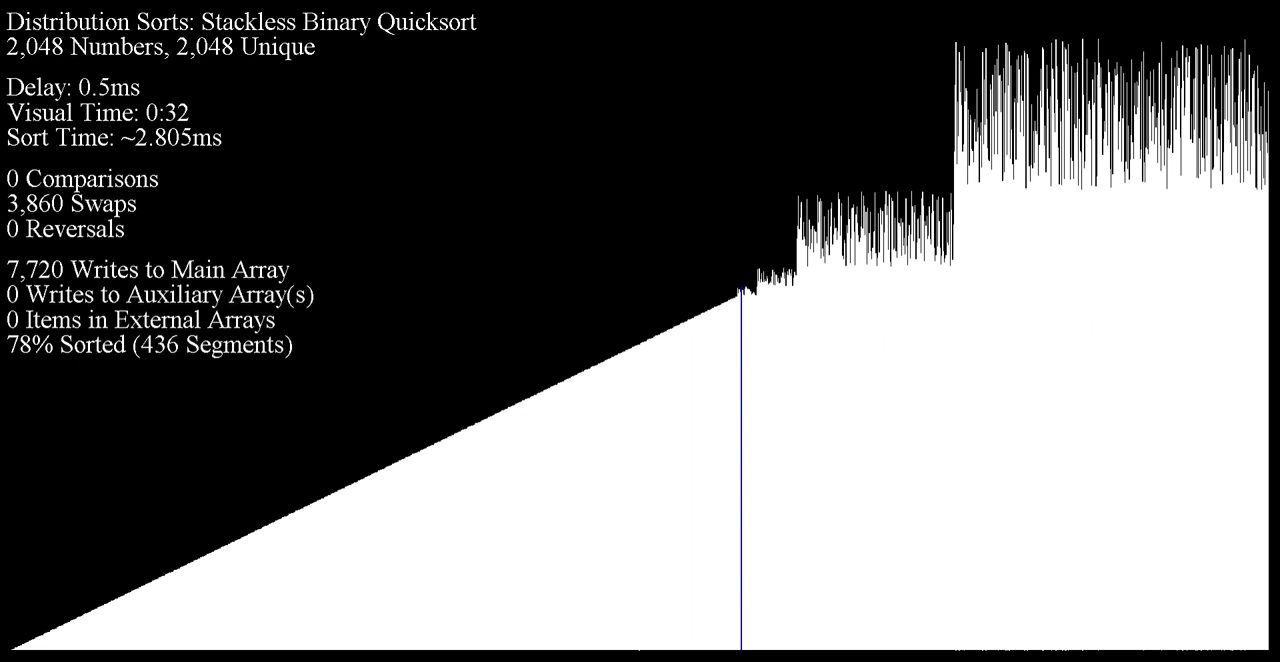 Distribution Sorts: Stackless Binary Quicksort
2,048 Numbers, 2,048 Unique
Delay: 0.5ms
Visual Time: 0:32
Sort Time: ~2.805ms
0 Comparisons
3,860 Swaps
0 Reversals
7,720 Writes to Main Array
0 Writes to Auxiliary Array(s)
0 Items in External Arrays
78% Sorted (436 Segments)